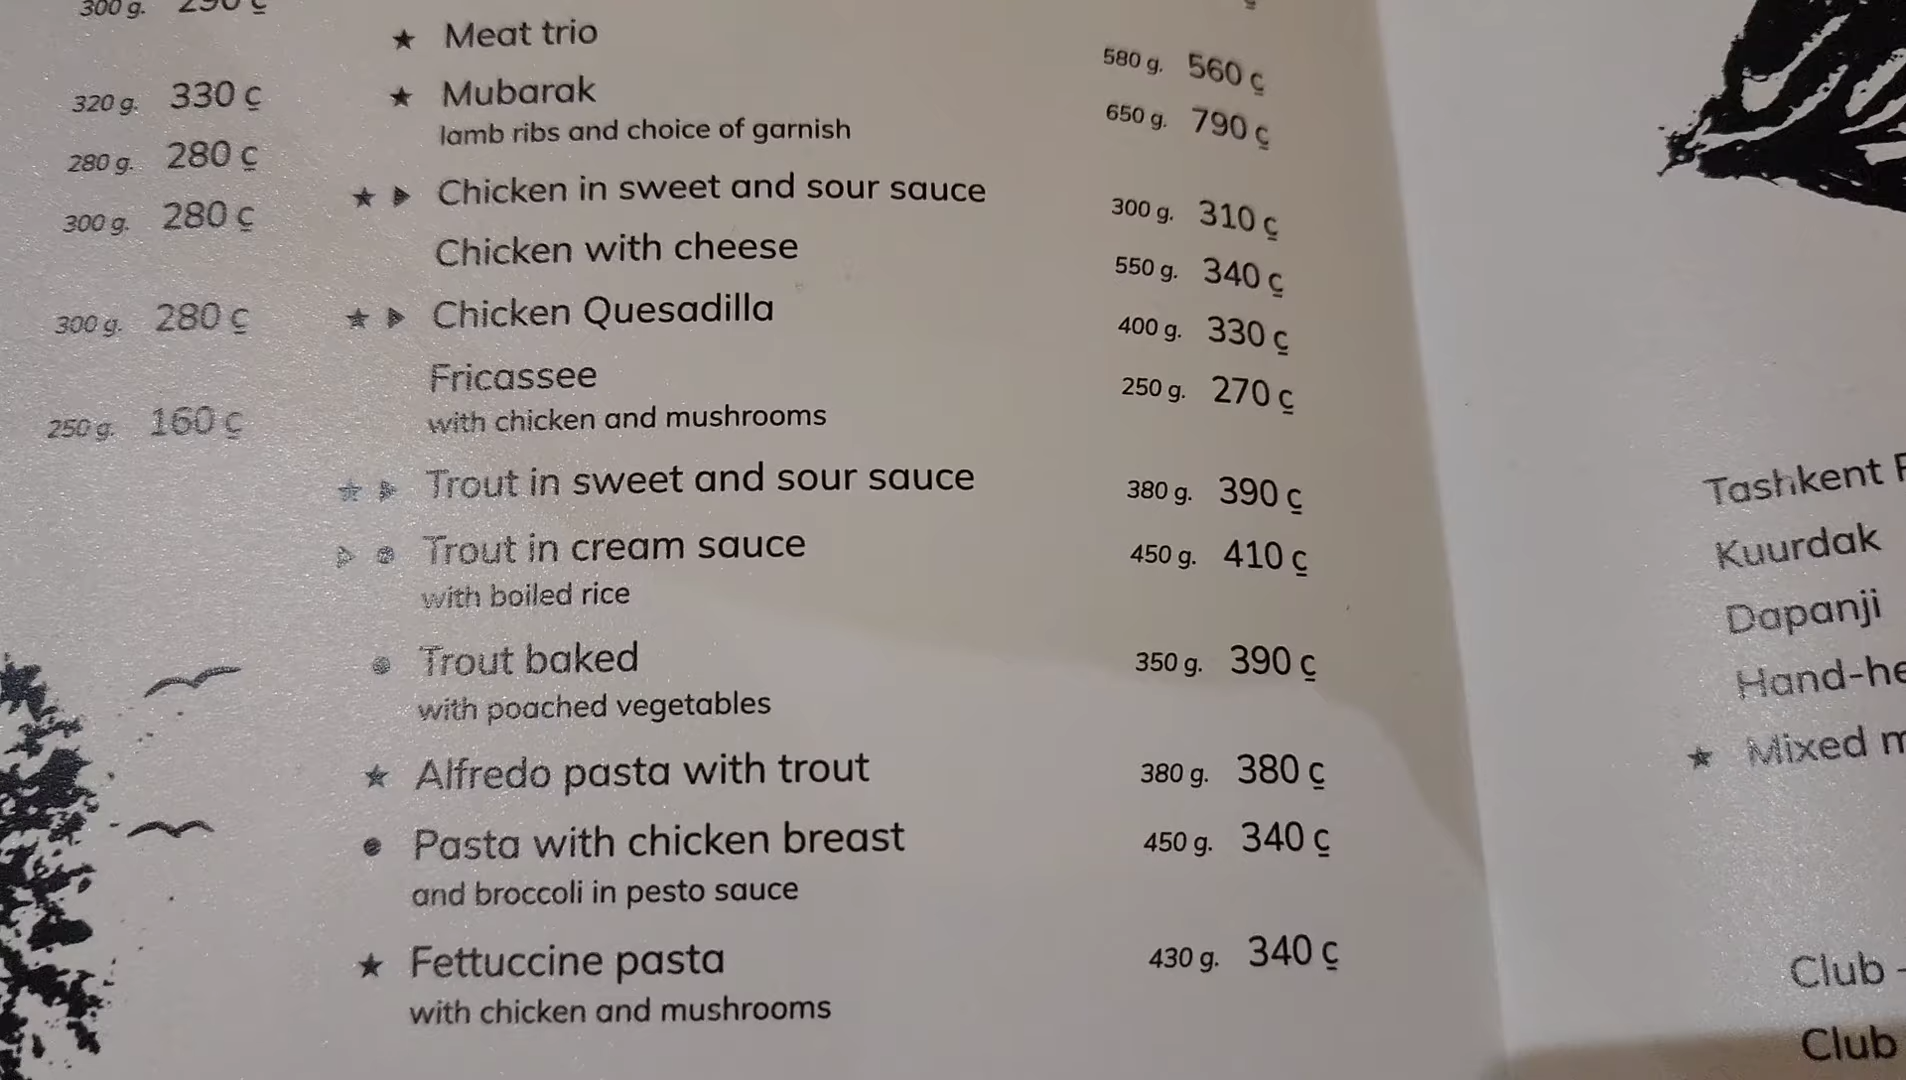 300 g.
320 g. 330 c̲
280 g. 280 c̲
300 g. 280 c̲
300 g. 280 c̲
250 g. 160 c̲
★ Meat trio 580 g. 560 c̲
★ Mubarak 650 g. 790 c̲
lamb ribs and choice of garnish
Chicken in sweet and sour sauce 300 g. 310 c̲
Chicken with cheese 550 g. 340 c̲
Chicken Quesadilla 400 g. 330 c̲
Fricassee 250 g. 270 c̲
with chicken and mushrooms
Trout in sweet and sour sauce 380 g. 390 c̲
Trout in cream sauce 450 g. 410 c̲
with boiled rice
Trout baked 350 g. 390 c̲
with poached vegetables
★ Alfredo pasta with trout 380 g. 380 c̲
Pasta with chicken breast 450 g. 340 c̲
and broccoli in pesto sauce
★ Fettuccine pasta 430 g. 340 c̲
with chicken and mushrooms
Tashkent
Kuurdak
Dapanji
Hand-he
★ Mixed m
Club -
Club